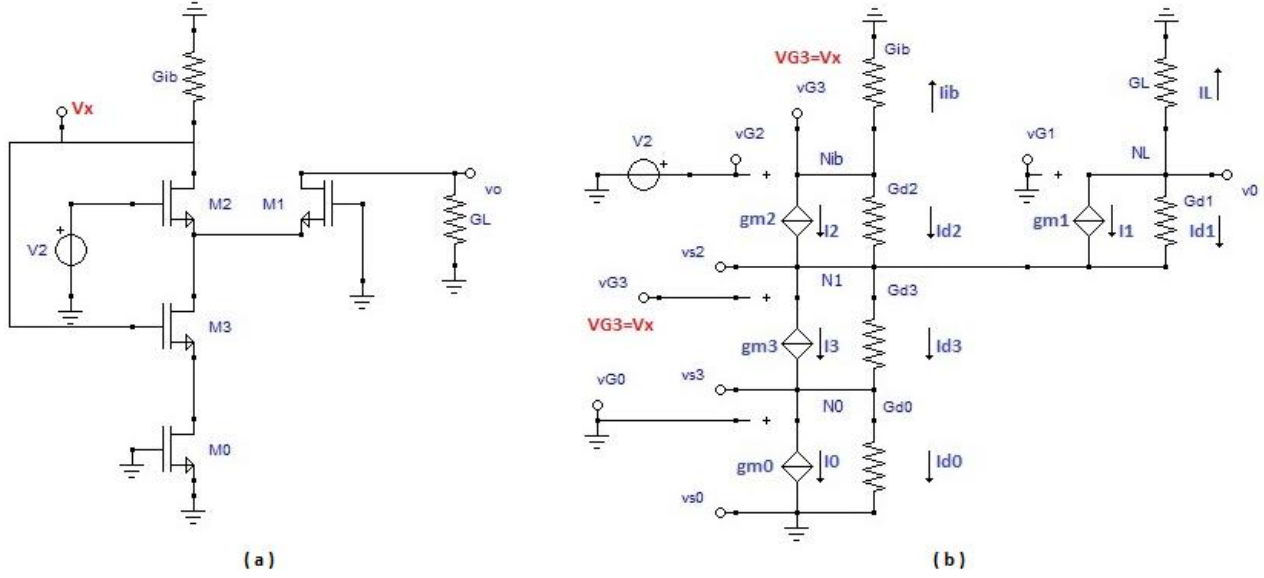 Gib
Vx
M2
M1
vo
GL
V2
M3
M0
( a )
VG3=Vx
Gib
Iib
GL
IL
vG3
V2
vG2
vG1
+
+
Nib
+
NL
Gd2
v0
gm2
I2
Id2
gm1
I1
Gd1
Id1
vs2
N1
vG3
Gd3
+
VG3=Vx
gm3
I3
Id3
vG0
vs3
N0
Gd0
+
gm0
I0
Id0
vs0
( b )